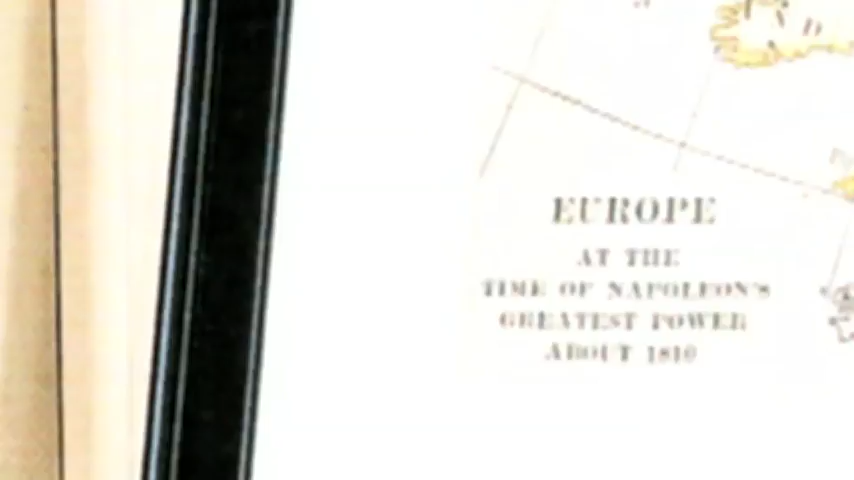 EUROPE
AT THE
TIME OF NAPOLEON'S
GREATEST POWER
ABOUT 1810